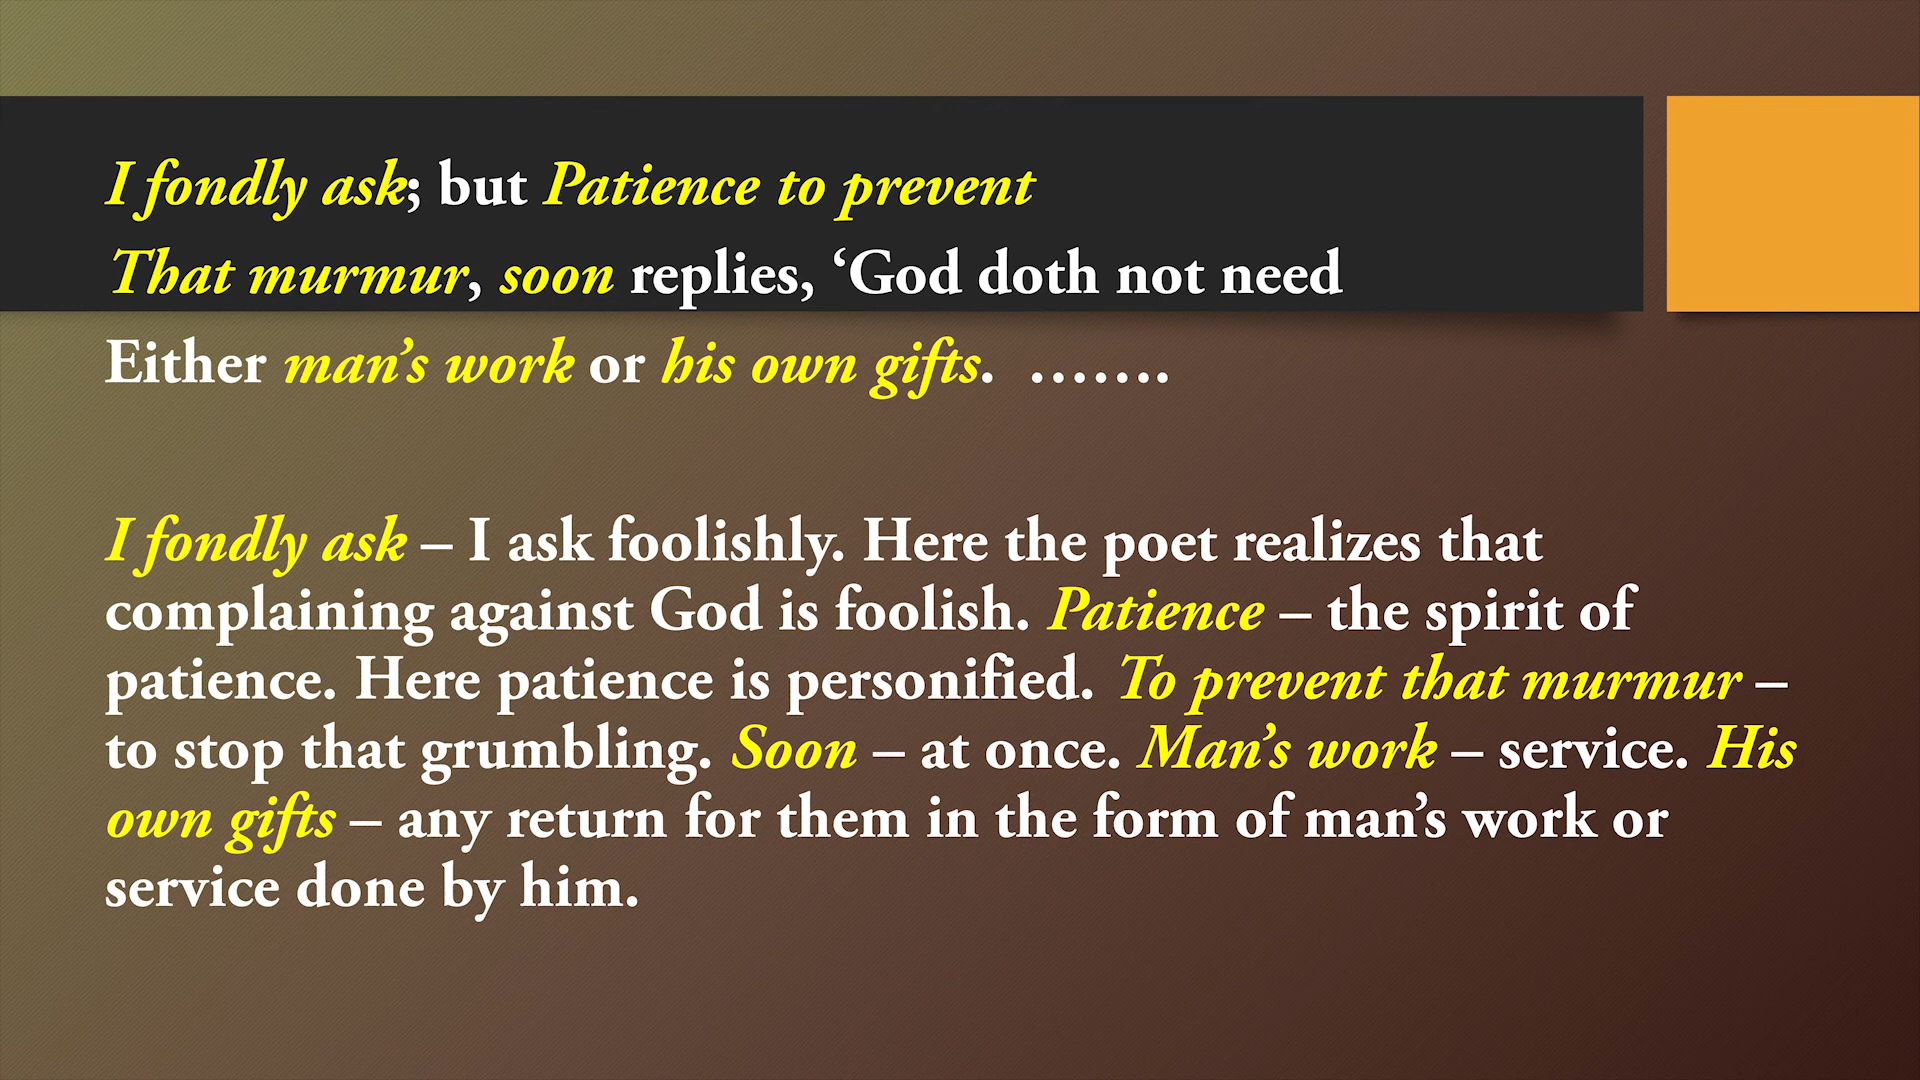 I fondly ask; but Patience to prevent
That murmur, soon replies, ‘God doth not need
Either man’s work or his own gifts.  …….
I fondly ask – I ask foolishly. Here the poet realizes that
complaining against God is foolish. Patience – the spirit of
patience. Here patience is personified. To prevent that murmur –
to stop that grumbling. Soon – at once. Man’s work – service. His
own gifts – any return for them in the form of man’s work or
service done by him.